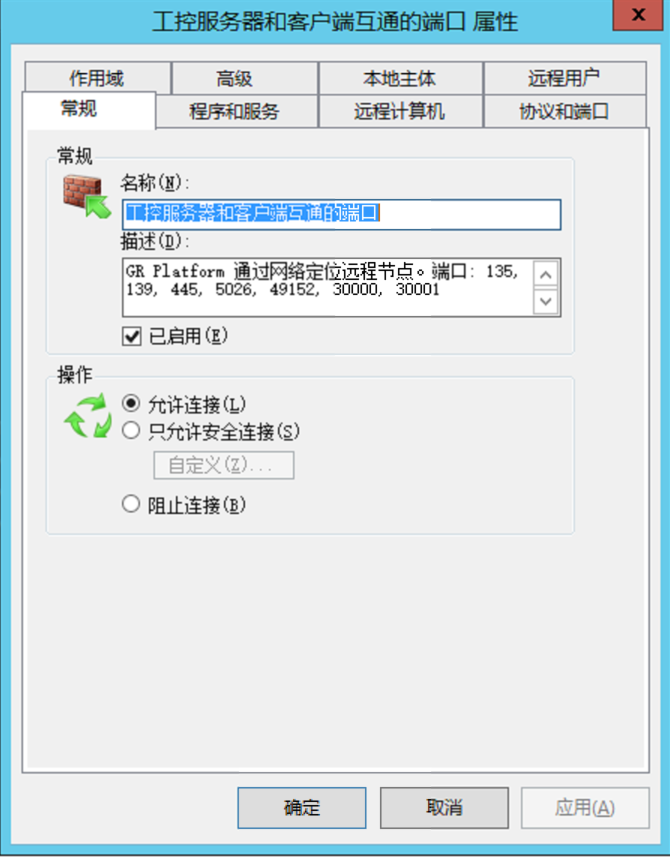 工控服务器和客户端互通的端口 属性
x
作用域
高级
本地主体
远程用户
常规
程序和服务
远程计算机
协议和端口
常规
名称(N):
工控服务器和客户端互通的端口
描述(D):
GR Platform 通过网络定位远程节点。端口: 135,
139, 445, 5026, 49152, 30000, 30001
已启用(E)
操作
允许连接(L)
只允许安全连接(S)
自定义(Z)...
阻止连接(B)
确定
取消
应用(A)